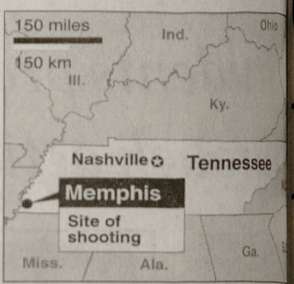 150 miles
150 km
Ind.
Ohio
Ill.
Ky.
Nashville
Tennessee
Memphis
Site of
shooting
Miss.
Ala.
Ga.